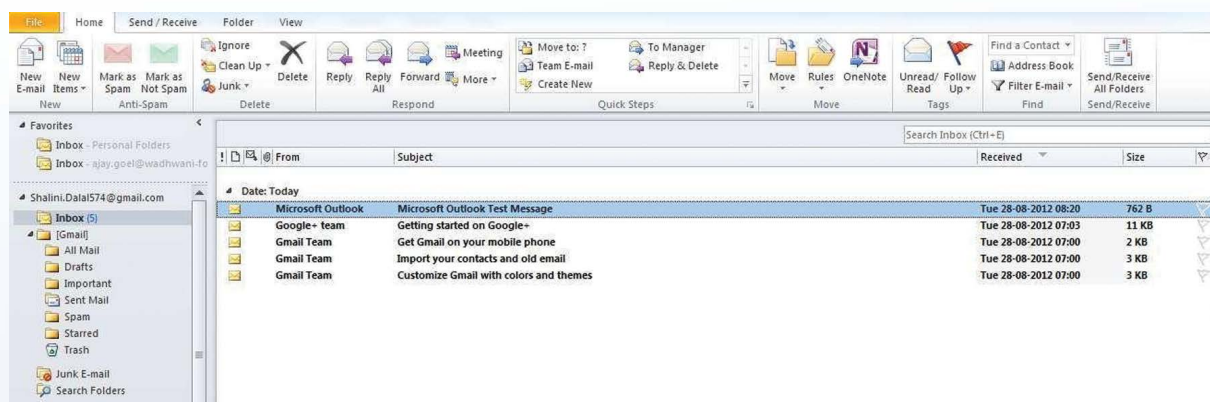 File Home Send / Receive Folder View
New E-mail
New Items
Mark as Spam
Mark as Not Spam
Ignore
Clean Up
Junk
Delete
Reply
Reply All
Forward
Meeting
More
Move to: ?
Team E-mail
Create New
To Manager
Reply & Delete
Move
Rules
OneNote
Unread/ Read
Follow Up
Find a Contact
Address Book
Filter E-mail
Send/Receive All Folders
New Anti-Spam Delete Respond Quick Steps Move Tags Find Send/Receive
Favorites
Inbox - Personal Folders
Inbox - ajay.goel@wadhwani-fo
Shalini.Dalal574@gmail.com
Inbox (5)
[Gmail]
All Mail
Drafts
Important
Sent Mail
Spam
Starred
Trash
Junk E-mail
Search Folders
Search Inbox (Ctrl+E)
! From Subject Received Size
Date: Today
Microsoft Outlook Microsoft Outlook Test Message Tue 28-08-2012 08:20 762 B
Google+ team Getting started on Google+ Tue 28-08-2012 07:03 11 KB
Gmail Team Get Gmail on your mobile phone Tue 28-08-2012 07:00 2 KB
Gmail Team Import your contacts and old email Tue 28-08-2012 07:00 3 KB
Gmail Team Customize Gmail with colors and themes Tue 28-08-2012 07:00 3 KB